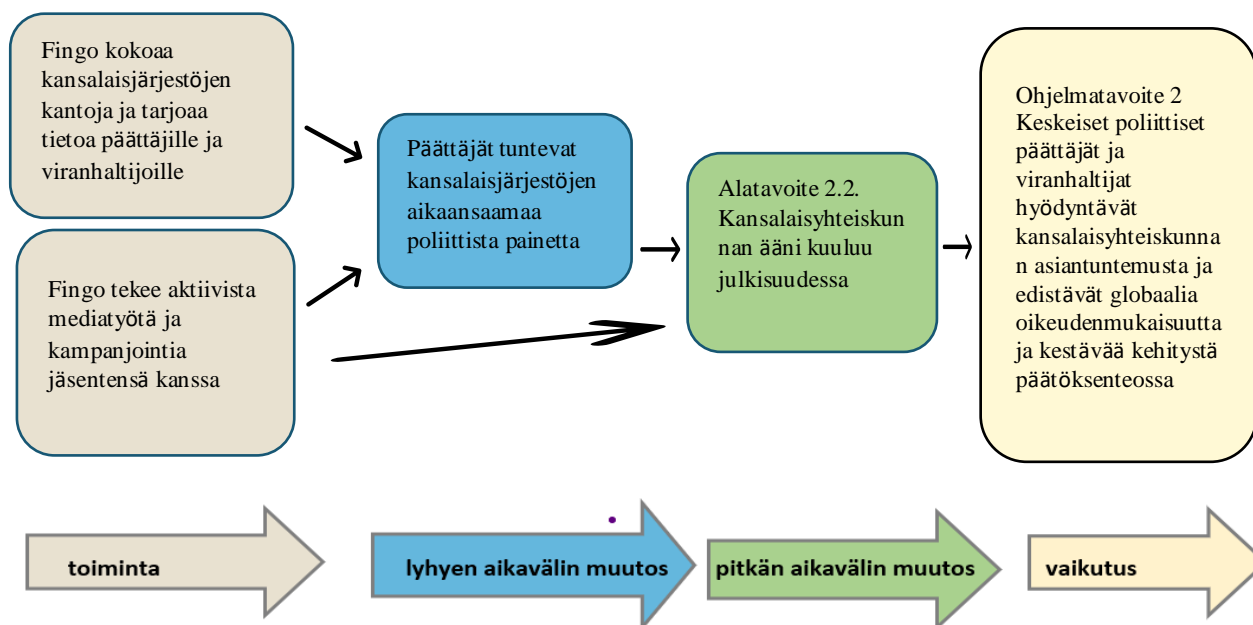 Fingo kokoaa
kansalaisjärjestöjen
kantoja ja tarjoaa
tietoa päättäjille ja
viranhaltijoille
Fingo tekee aktiivista
mediatyötä ja
kampanjointia
jäsentensä kanssa
Päättäjät tuntevat
kansalaisjärjestöjen
aikaansaamaa
poliittista painetta
Alatavoite 2.2.
Kansalaisyhteiskun
nan ääni kuuluu
julkisuudessa
Ohjelmatavoite 2
Keskeiset poliittiset
päättäjät ja
viranhaltijat
hyödyntävät
kansalaisyhteiskunna
n asiantuntemusta ja
edistävät globaalia
oikeudenmukaisuutta
ja kestävää kehitystä
päätöksenteossa
toiminta
lyhyen aikavälin muutos
pitkän aikavälin muutos
vaikutus